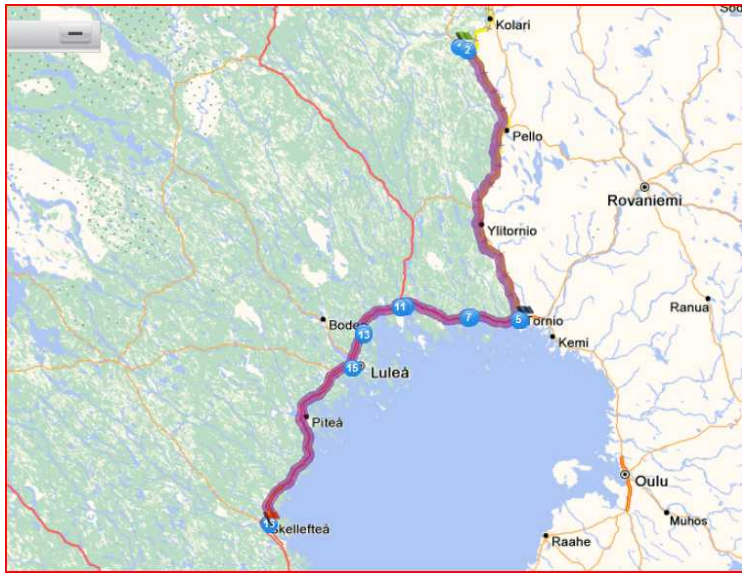 Sod
Kolari
2
Pello
Rovaniemi
Ylitornio
Ranua
11
7
5
Tornio
Boden
13
Kemi
15
Luleå
Piteå
Oulu
Skellefteå
Muhos
Raahe